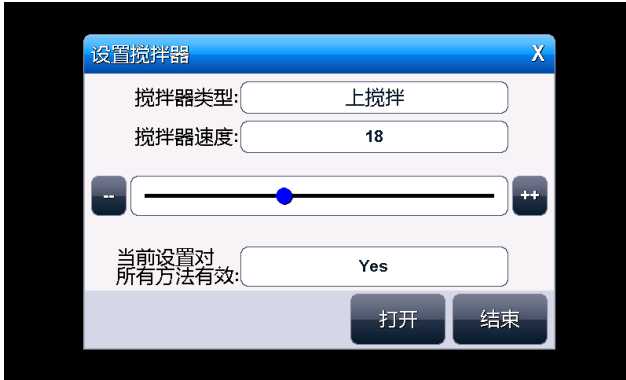 设置搅拌器 X
搅拌器类型: 上搅拌
搅拌器速度: 18
-- ++
当前设置对
所有方法有效: Yes
打开 结束